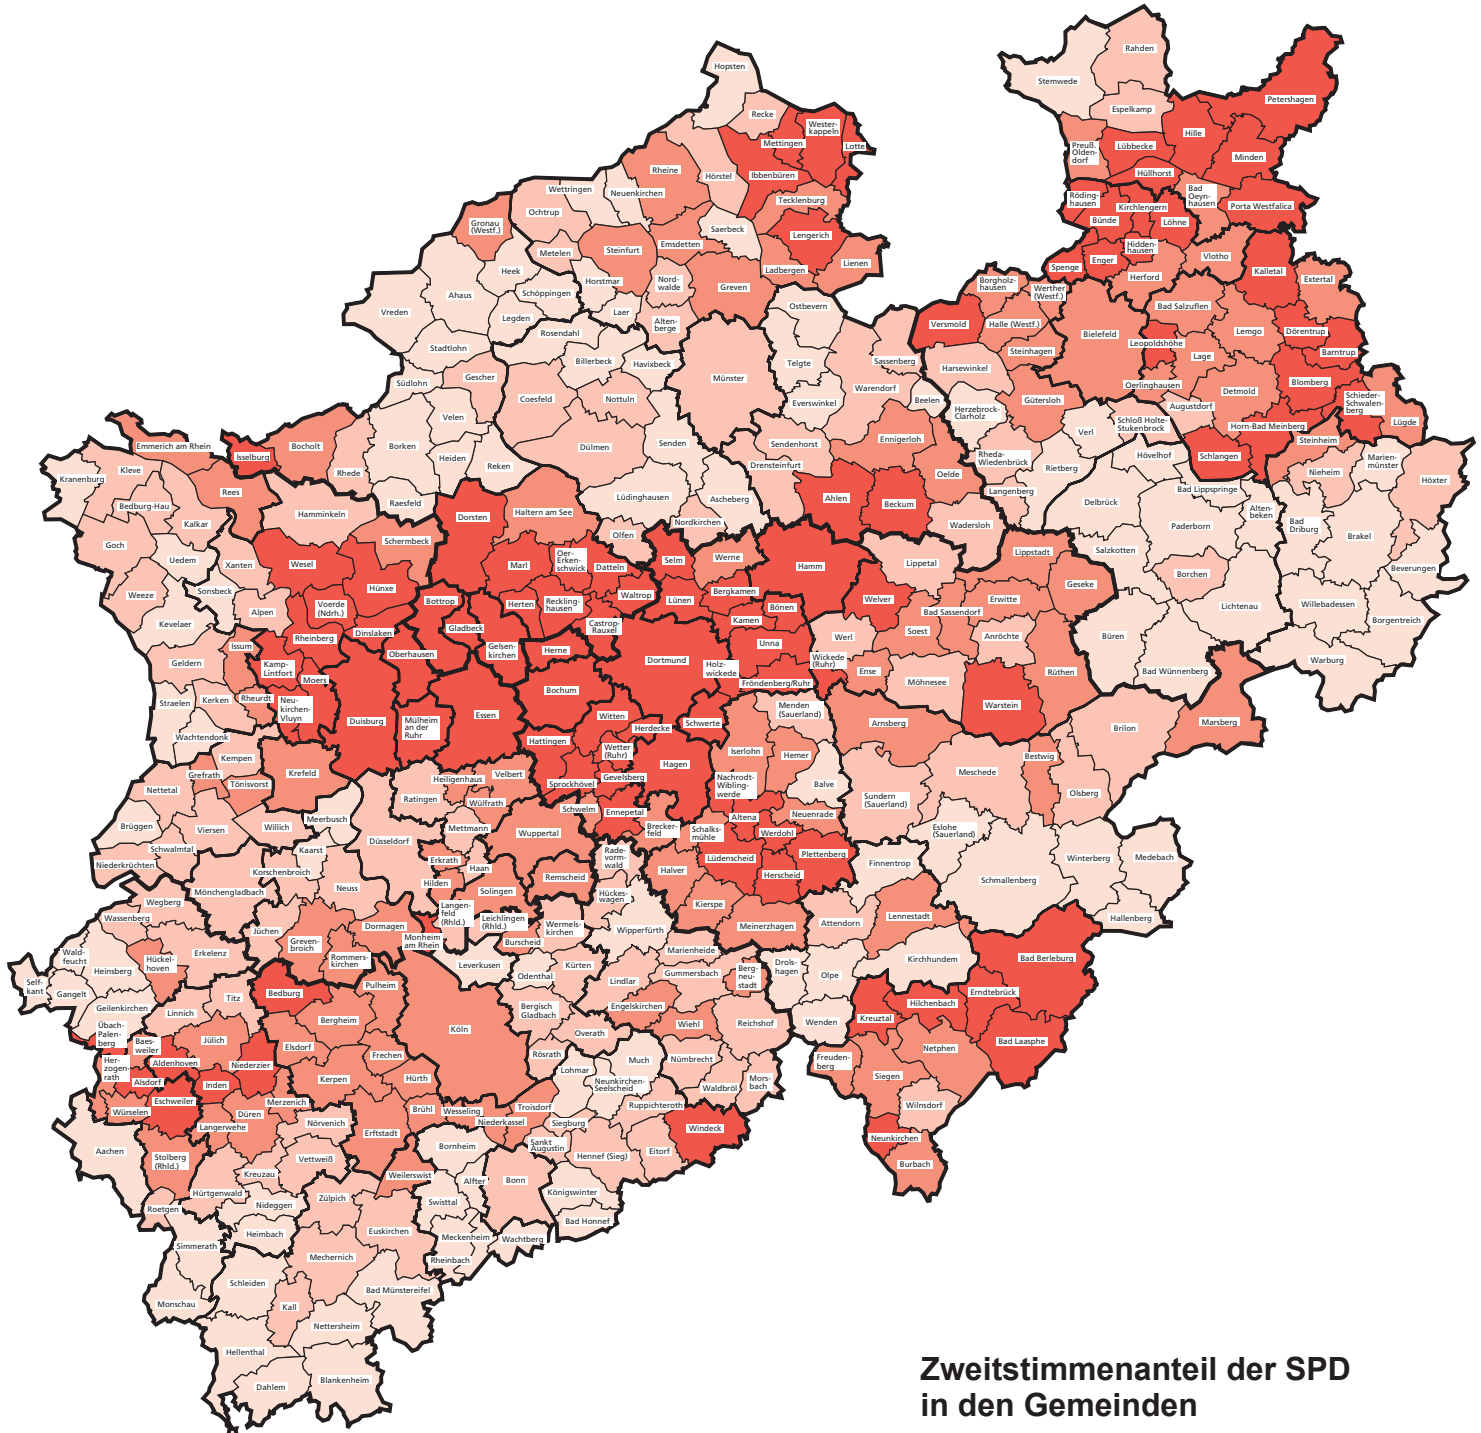 Hopsten
Rahden
Stemwede
Petershagen
Espelkamp
Recke
Wester-
kappeln
Hille
Mettingen
Lotte
Preuß.
Olden-
dorf
Lübbecke
Minden
Rheine
Hörstel
Ibbenbüren
Hüllhorst
Wettringen
Neuenkirchen
Tecklenburg
Röding-
hausen
Kirchlengern
Bad
Oeyn-
hausen
Porta Westfalica
Ochtrup
Bünde
Löhne
Gronau
(Westf.)
Saerbeck
Lengerich
Metelen
Steinfurt
Emsdetten
Hidden-
hausen
Vlotho
Enger
Spenge
Herford
Kalletal
Extertal
Heek
Ladbergen
Lienen
Horstmar
Nord-
walde
Greven
Borgholz-
hausen
Werther
(Westf.)
Ahaus
Schöppingen
Ostbevern
Bad Salzuflen
Vreden
Legden
Laer
Alten-
berge
Versmold
Halle (Westf.)
Bielefeld
Lemgo
Dörentrup
Rosendahl
Leopoldshöhe
Barntrup
Stadtlohn
Billerbeck
Havixbeck
Telgte
Sassenberg
Steinhagen
Lage
Harsewinkel
Südlohn
Gescher
Münster
Oerlinghausen
Blomberg
Coesfeld
Nottuln
Warendorf
Detmold
Schieder-
Schwalen-
berg
Everswinkel
Beelen
Gütersloh
Augustdorf
Velen
Herzebrock-
Clarholz
Schloß Holte-
Stukenbrock
Horn-Bad Meinberg
Lügde
Emmerich am Rhein
Bocholt
Borken
Dülmen
Senden
Sendenhorst
Ennigerloh
Verl
Steinheim
Isselburg
Heiden
Reken
Drensteinfurt
Rheda-
Wiedenbrück
Rietberg
Hövelhof
Schlangen
Marien-
münster
Kranenburg
Kleve
Rhede
Oelde
Nieheim
Höxter
Rees
Raesfeld
Lüdinghausen
Ascheberg
Ahlen
Beckum
Langenberg
Bad Lippspringe
Bedburg-Hau
Hamminkeln
Dorsten
Haltern am See
Nordkirchen
Wadersloh
Delbrück
Paderborn
Alten-
beken
Bad
Driburg
Kalkar
Schermbeck
Olfen
Brakel
Goch
Uedem
Xanten
Wesel
Marl
Oer-
Erken-
schwick
Datteln
Selm
Werne
Hamm
Lippetal
Lippstadt
Salzkotten
Borchen
Beverungen
Weeze
Sonsbeck
Hünxe
Bottrop
Herten
Reckling-
hausen
Waltrop
Lünen
Bergkamen
Bönen
Welver
Bad Sassendorf
Erwitte
Geseke
Lichtenau
Willebadessen
Kevelaer
Alpen
Voerde
(Ndrh.)
Castrop-
Rauxel
Kamen
Soest
Anröchte
Büren
Borgentreich
Rheinberg
Dinslaken
Gladbeck
Issum
Oberhausen
Gelsen-
kirchen
Herne
Unna
Werl
Geldern
Kamp-
Lintfort
Dortmund
Holz-
wickede
Wickede
(Ruhr)
Ense
Möhnesee
Rüthen
Bad Wünnenberg
Warburg
Moers
Bochum
Fröndenberg/Ruhr
Straelen
Kerken
Rheurdt
Neu-
kirchen-
Vluyn
Menden
(Sauerland)
Warstein
Duisburg
Mülheim
an der
Ruhr
Essen
Witten
Schwerte
Arnsberg
Brilon
Marsberg
Wachtendonk
Hattingen
Herdecke
Wetter
(Ruhr)
Iserlohn
Hemer
Kempen
Bestwig
Grefrath
Krefeld
Hagen
Nachrodt-
Wibling-
werde
Meschede
Nettetal
Tönisvorst
Heiligenhaus
Velbert
Gevelsberg
Balve
Olsberg
Ratingen
Wülfrath
Sprockhövel
Sundern
(Sauerland)
Schwelm
Ennepetal
Altena
Neuenrade
Brüggen
Viersen
Willich
Meerbusch
Düsseldorf
Mettmann
Wuppertal
Brecker-
feld
Schalks-
mühle
Werdohl
Eslohe
(Sauerland)
Schwalmtal
Kaarst
Erkrath
Rade-
vorm-
wald
Lüdenscheid
Plettenberg
Finnentrop
Winterberg
Medebach
Niederkrüchten
Korschenbroich
Haan
Remscheid
Halver
Herscheid
Schmallenberg
Mönchengladbach
Neuss
Hilden
Solingen
Hückes-
wagen
Wegberg
Kierspe
Wassenberg
Langen-
feld
(Rhld.)
Leichlingen
(Rhld.)
Wermels-
kirchen
Wipperfürth
Meinerzhagen
Attendorn
Lennestadt
Hallenberg
Jüchen
Dormagen
Monheim
am Rhein
Burscheid
Marienheide
Wald-
feucht
Heinsberg
Hückel-
hoven
Erkelenz
Greven-
broich
Rommers-
kirchen
Leverkusen
Kürten
Drols-
hagen
Olpe
Kirchhundem
Bad Berleburg
Self-
kant
Gangelt
Odenthal
Lindlar
Gummersbach
Berg-
neu-
stadt
Geilenkirchen
Titz
Bedburg
Pulheim
Bergisch
Gladbach
Engelskirchen
Erndtebrück
Linnich
Bergheim
Köln
Wiehl
Reichshof
Wenden
Kreuztal
Hilchenbach
Übach-
Palen-
berg
Baes-
weiler
Jülich
Elsdorf
Overath
Bad Laasphe
Her-
zogen-
rath
Aldenhoven
Niederzier
Frechen
Rösrath
Much
Nümbrecht
Freuden-
berg
Netphen
Alsdorf
Inden
Kerpen
Hürth
Lohmar
Neunkirchen-
Seelscheid
Waldbröl
Mors-
bach
Siegen
Würselen
Eschweiler
Düren
Merzenich
Brühl
Wesseling
Troisdorf
Ruppichteroth
Wilnsdorf
Langerwehe
Nörvenich
Erftstadt
Niederkassel
Siegburg
Windeck
Neunkirchen
Aachen
Stolberg
(Rhld.)
Vettweiß
Bornheim
Sankt
Augustin
Hennef (Sieg)
Eitorf
Burbach
Kreuzau
Weilerswist
Alfter
Bonn
Hürtgenwald
Zülpich
Swisttal
Königswinter
Roetgen
Nideggen
Bad Honnef
Heimbach
Euskirchen
Meckenheim
Wachtberg
Simmerath
Mechernich
Rheinbach
Schleiden
Bad Münstereifel
Monschau
Kall
Nettersheim
Hellenthal
Dahlem
Blankenheim
Zweitstimmenanteil der SPD
in den Gemeinden